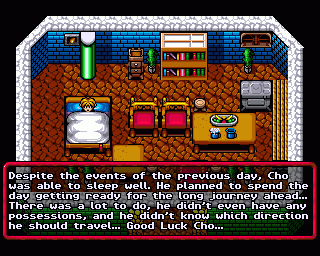 Despite the events of the previous day, Cho
was able to sleep well. He planned to spend the
day getting ready for the long journey ahead...
There was a lot to do, he didn't even have any
possessions, and he didn't know which direction
he should travel... Good Luck Cho...